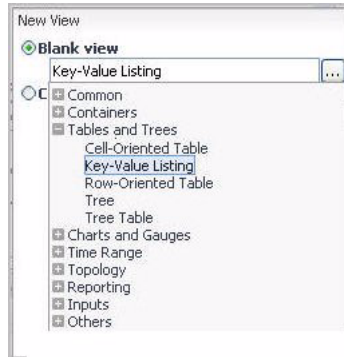 New View
Blank view
Key-Value Listing ...
C
Common
Containers
Tables and Trees
Cell-Oriented Table
Key-Value Listing
Row-Oriented Table
Tree
Tree Table
Charts and Gauges
Time Range
Topology
Reporting
Inputs
Others